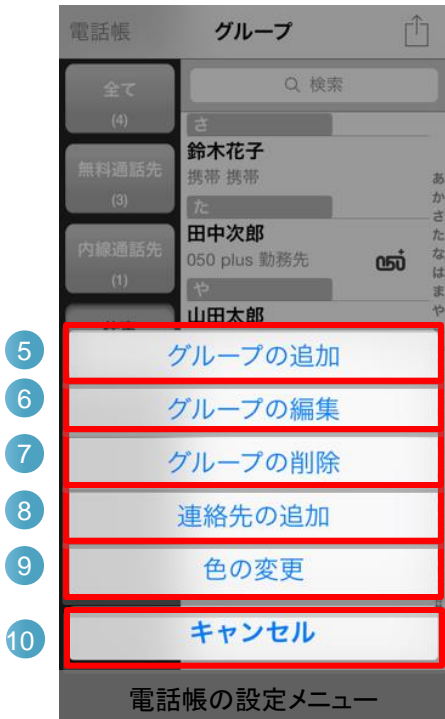 電話帳 グループ
全て
(4)
検索
さ
鈴木花子
携帯 携帯
無料通話先
(3)
た
田中次郎
050 plus 勤務先
050+
内線通話先
(1)
や
山田太郎
あ
か
さ
た
な
は
ま
や
5 グループの追加
6 グループの編集
7 グループの削除
8 連絡先の追加
9 色の変更
10 キャンセル
電話帳の設定メニュー